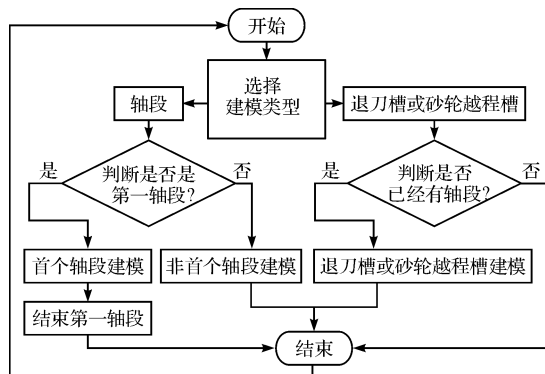 开始
选择
建模类型
轴段
退刀槽或砂轮越程槽
是
判断是否是
第一轴段?
否
是
判断是否
已经有轴段?
否
首个轴段建模
非首个轴段建模
退刀槽或砂轮越程槽建模
结束第一轴段
结束